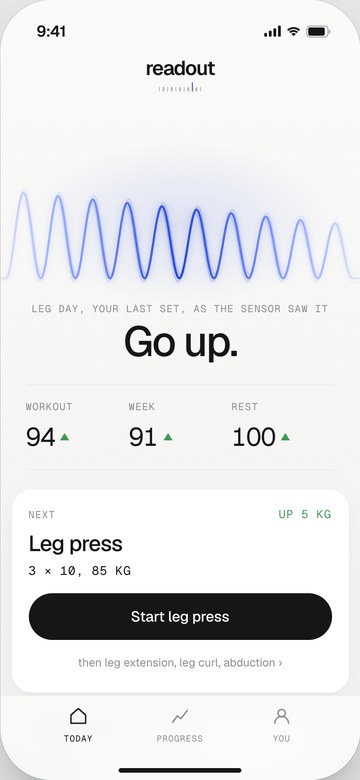 9:41
readout
LEG DAY, YOUR LAST SET, AS THE SENSOR SAW IT
Go up.
WORKOUT WEEK REST
94 91 100
NEXT UP 5 KG
Leg press
3 × 10, 85 KG
Start leg press
then leg extension, leg curl, abduction ›
TODAY PROGRESS YOU